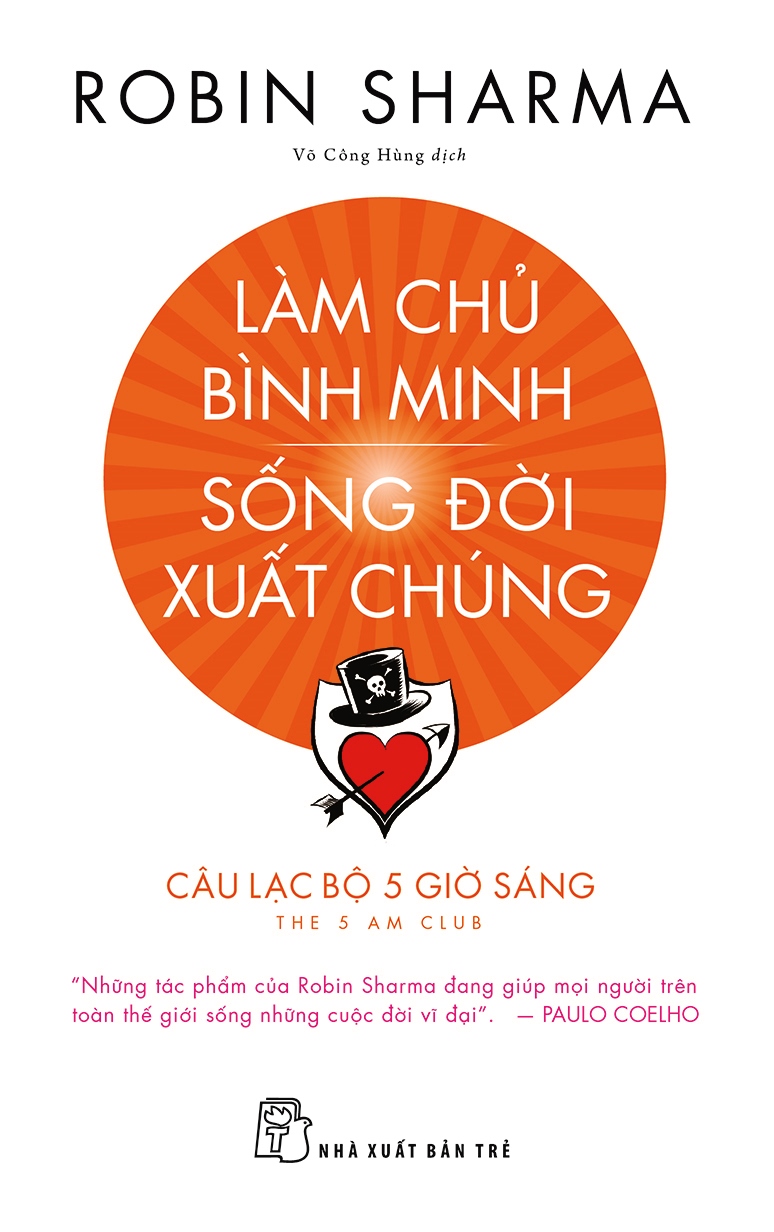 ROBIN SHARMA
Võ Công Hùng dịch
LÀM CHỦ
BÌNH MINH
SỐNG ĐỜI
XUẤT CHÚNG
CÂU LẠC BỘ 5 GIỜ SÁNG
THE 5 AM CLUB
“Những tác phẩm của Robin Sharma đang giúp mọi người trên
toàn thế giới sống những cuộc đời vĩ đại”. — PAULO COELHO
T
NHÀ XUẤT BẢN TRẺ